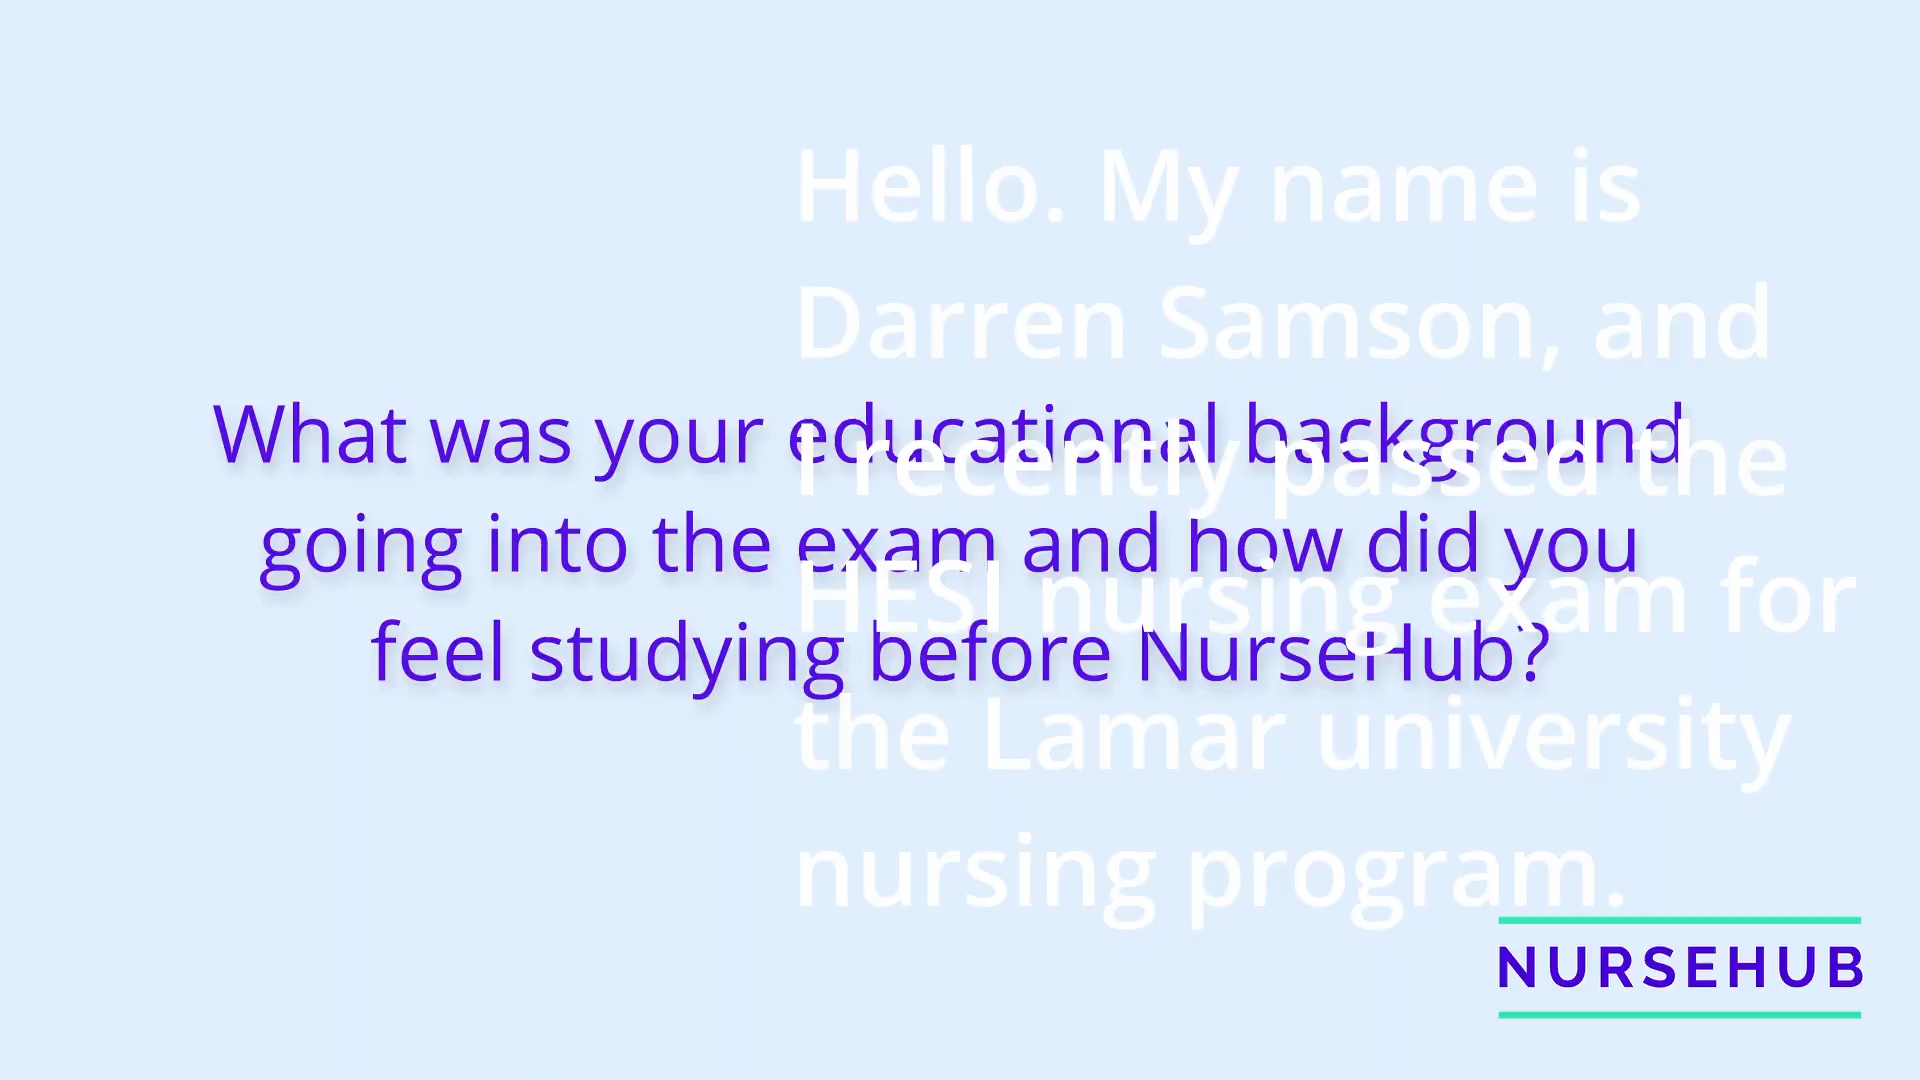 Hello. My name is
Darren Samson, and
I recently passed the
HESI nursing exam for
the Lamar university
nursing program.
What was your educational background
going into the exam and how did you
feel studying before NurseHub?
NURSEHUB